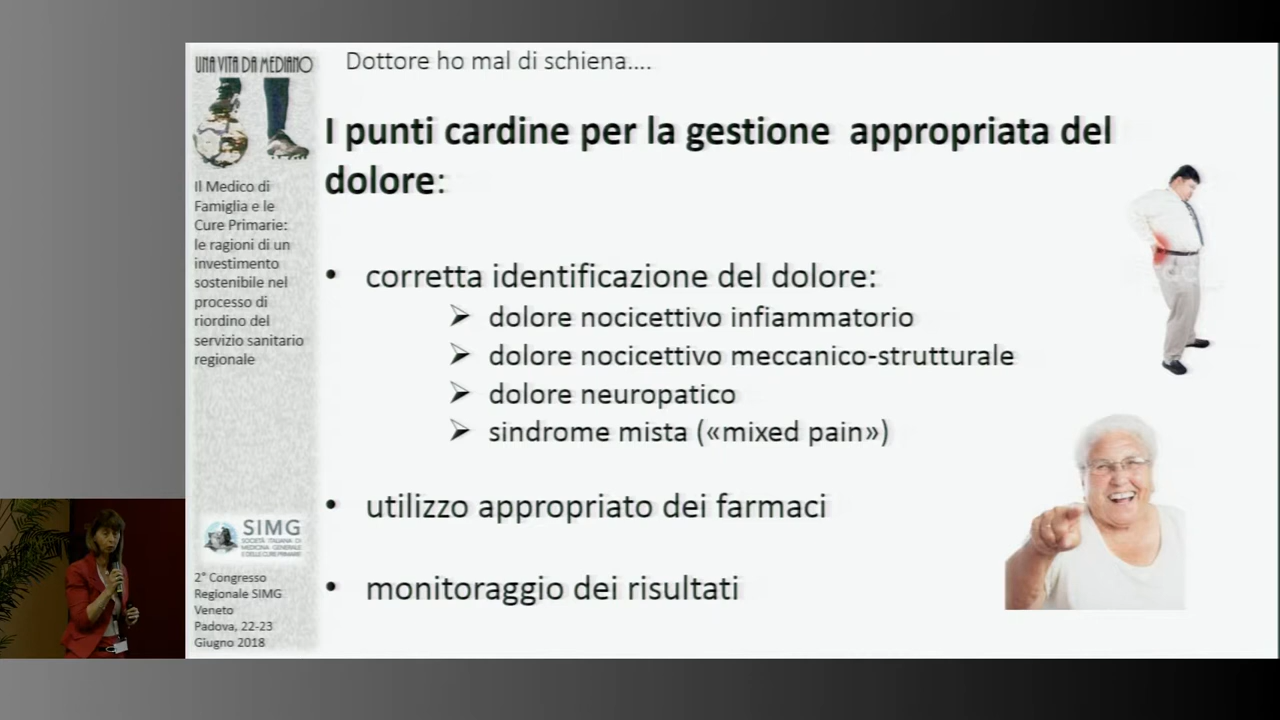 UNA VITA DA MEDIANO
Dottore ho mal di schiena....
I punti cardine per la gestione appropriata del
dolore:
Il Medico di
Famiglia e le
Cure Primarie:
le ragioni di un
investimento
sostenibile nel
processo di
riordino del
servizio sanitario
regionale
• corretta identificazione del dolore:
➢ dolore nocicettivo infiammatorio
➢ dolore nocicettivo meccanico-strutturale
➢ dolore neuropatico
➢ sindrome mista («mixed pain»)
• utilizzo appropriato dei farmaci
• monitoraggio dei risultati
SIMG
SOCIETÀ ITALIANA DI
MEDICINA GENERALE
E DELLE CURE PRIMARIE
2° Congresso
Regionale SIMG
Veneto
Padova, 22-23
Giugno 2018